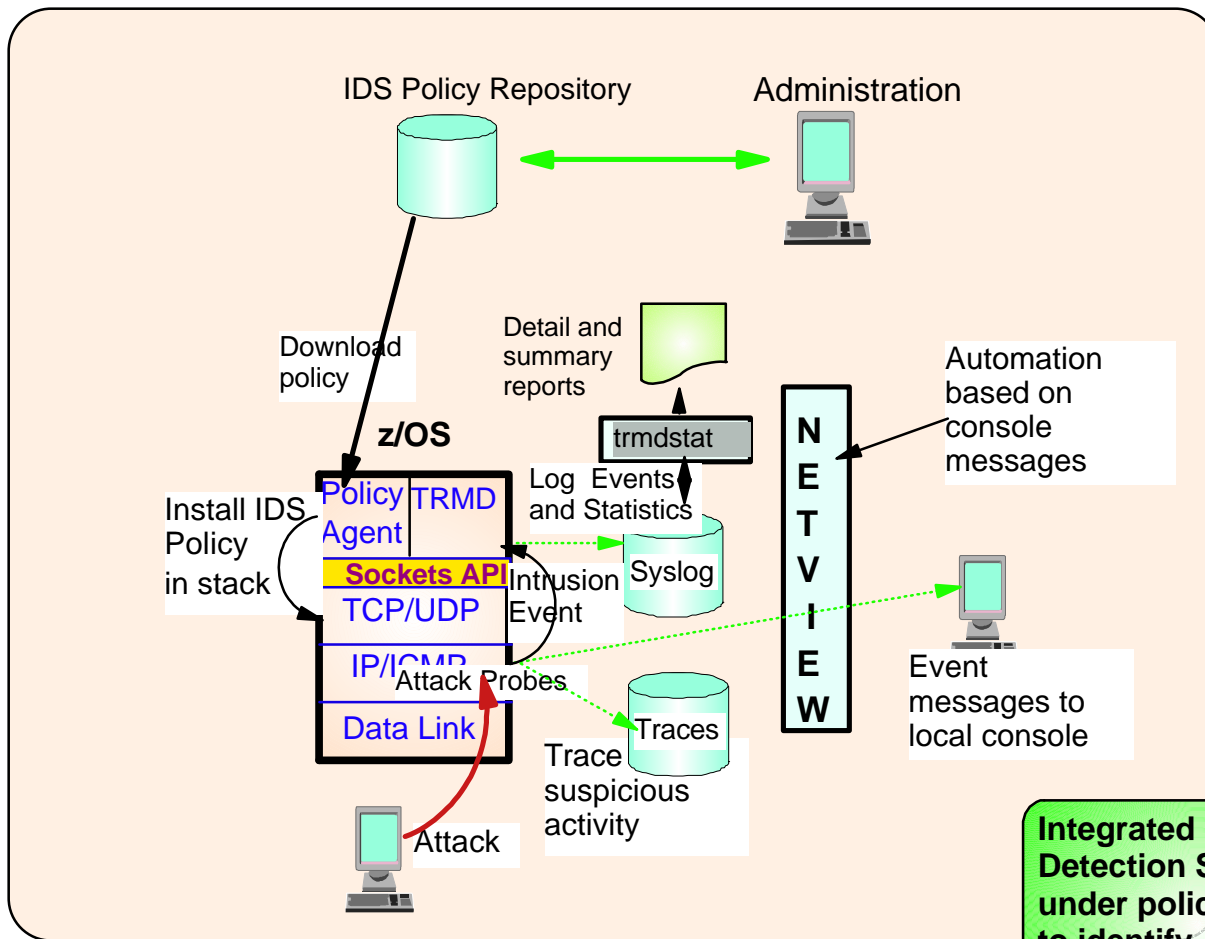 IDS Policy Repository
Administration
Download
policy
Detail and
summary
reports
Automation
based on
console
messages
z/OS
trmdstat
N
E
T
V
I
E
W
Policy
Agent
TRMD
Log Events
and Statistics
Install IDS
Policy
in stack
Sockets API
Intrusion
Event
Syslog
TCP/UDP
IP/ICMP
Attack Probes
Event
messages to
local console
Data Link
Traces
Trace
suspicious
activity
Attack
Integrated
Detection S
under polic
to identify